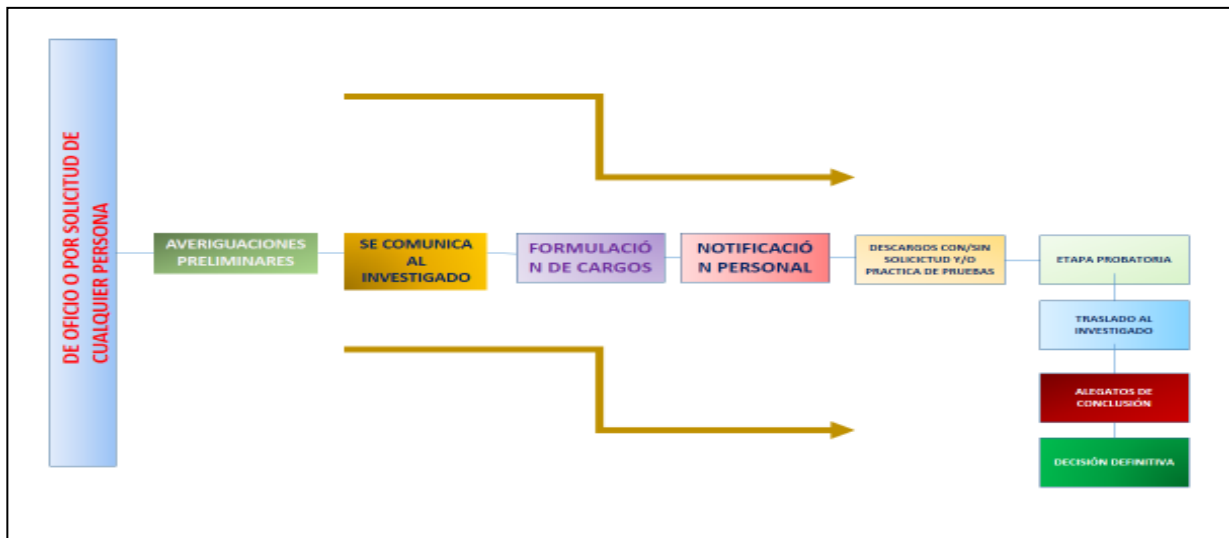 DE OFICIO O POR SOLICITUD DE
CUALQUIER PERSONA
AVERIGUACIONES
PRELIMINARES
SE COMUNICA
AL
INVESTIGADO
FORMULACIÓ
N DE CARGOS
NOTIFICACIÓ
N PERSONAL
DESCARGOS CON/SIN
SOLICICTUD Y/O
PRACTICA DE PRUEBAS
ETAPA PROBATORIA
TRASLADO AL
INVESTIGADO
ALEGATOS DE
CONCLUSIÓN
DECISIÓN DEFINITIVA